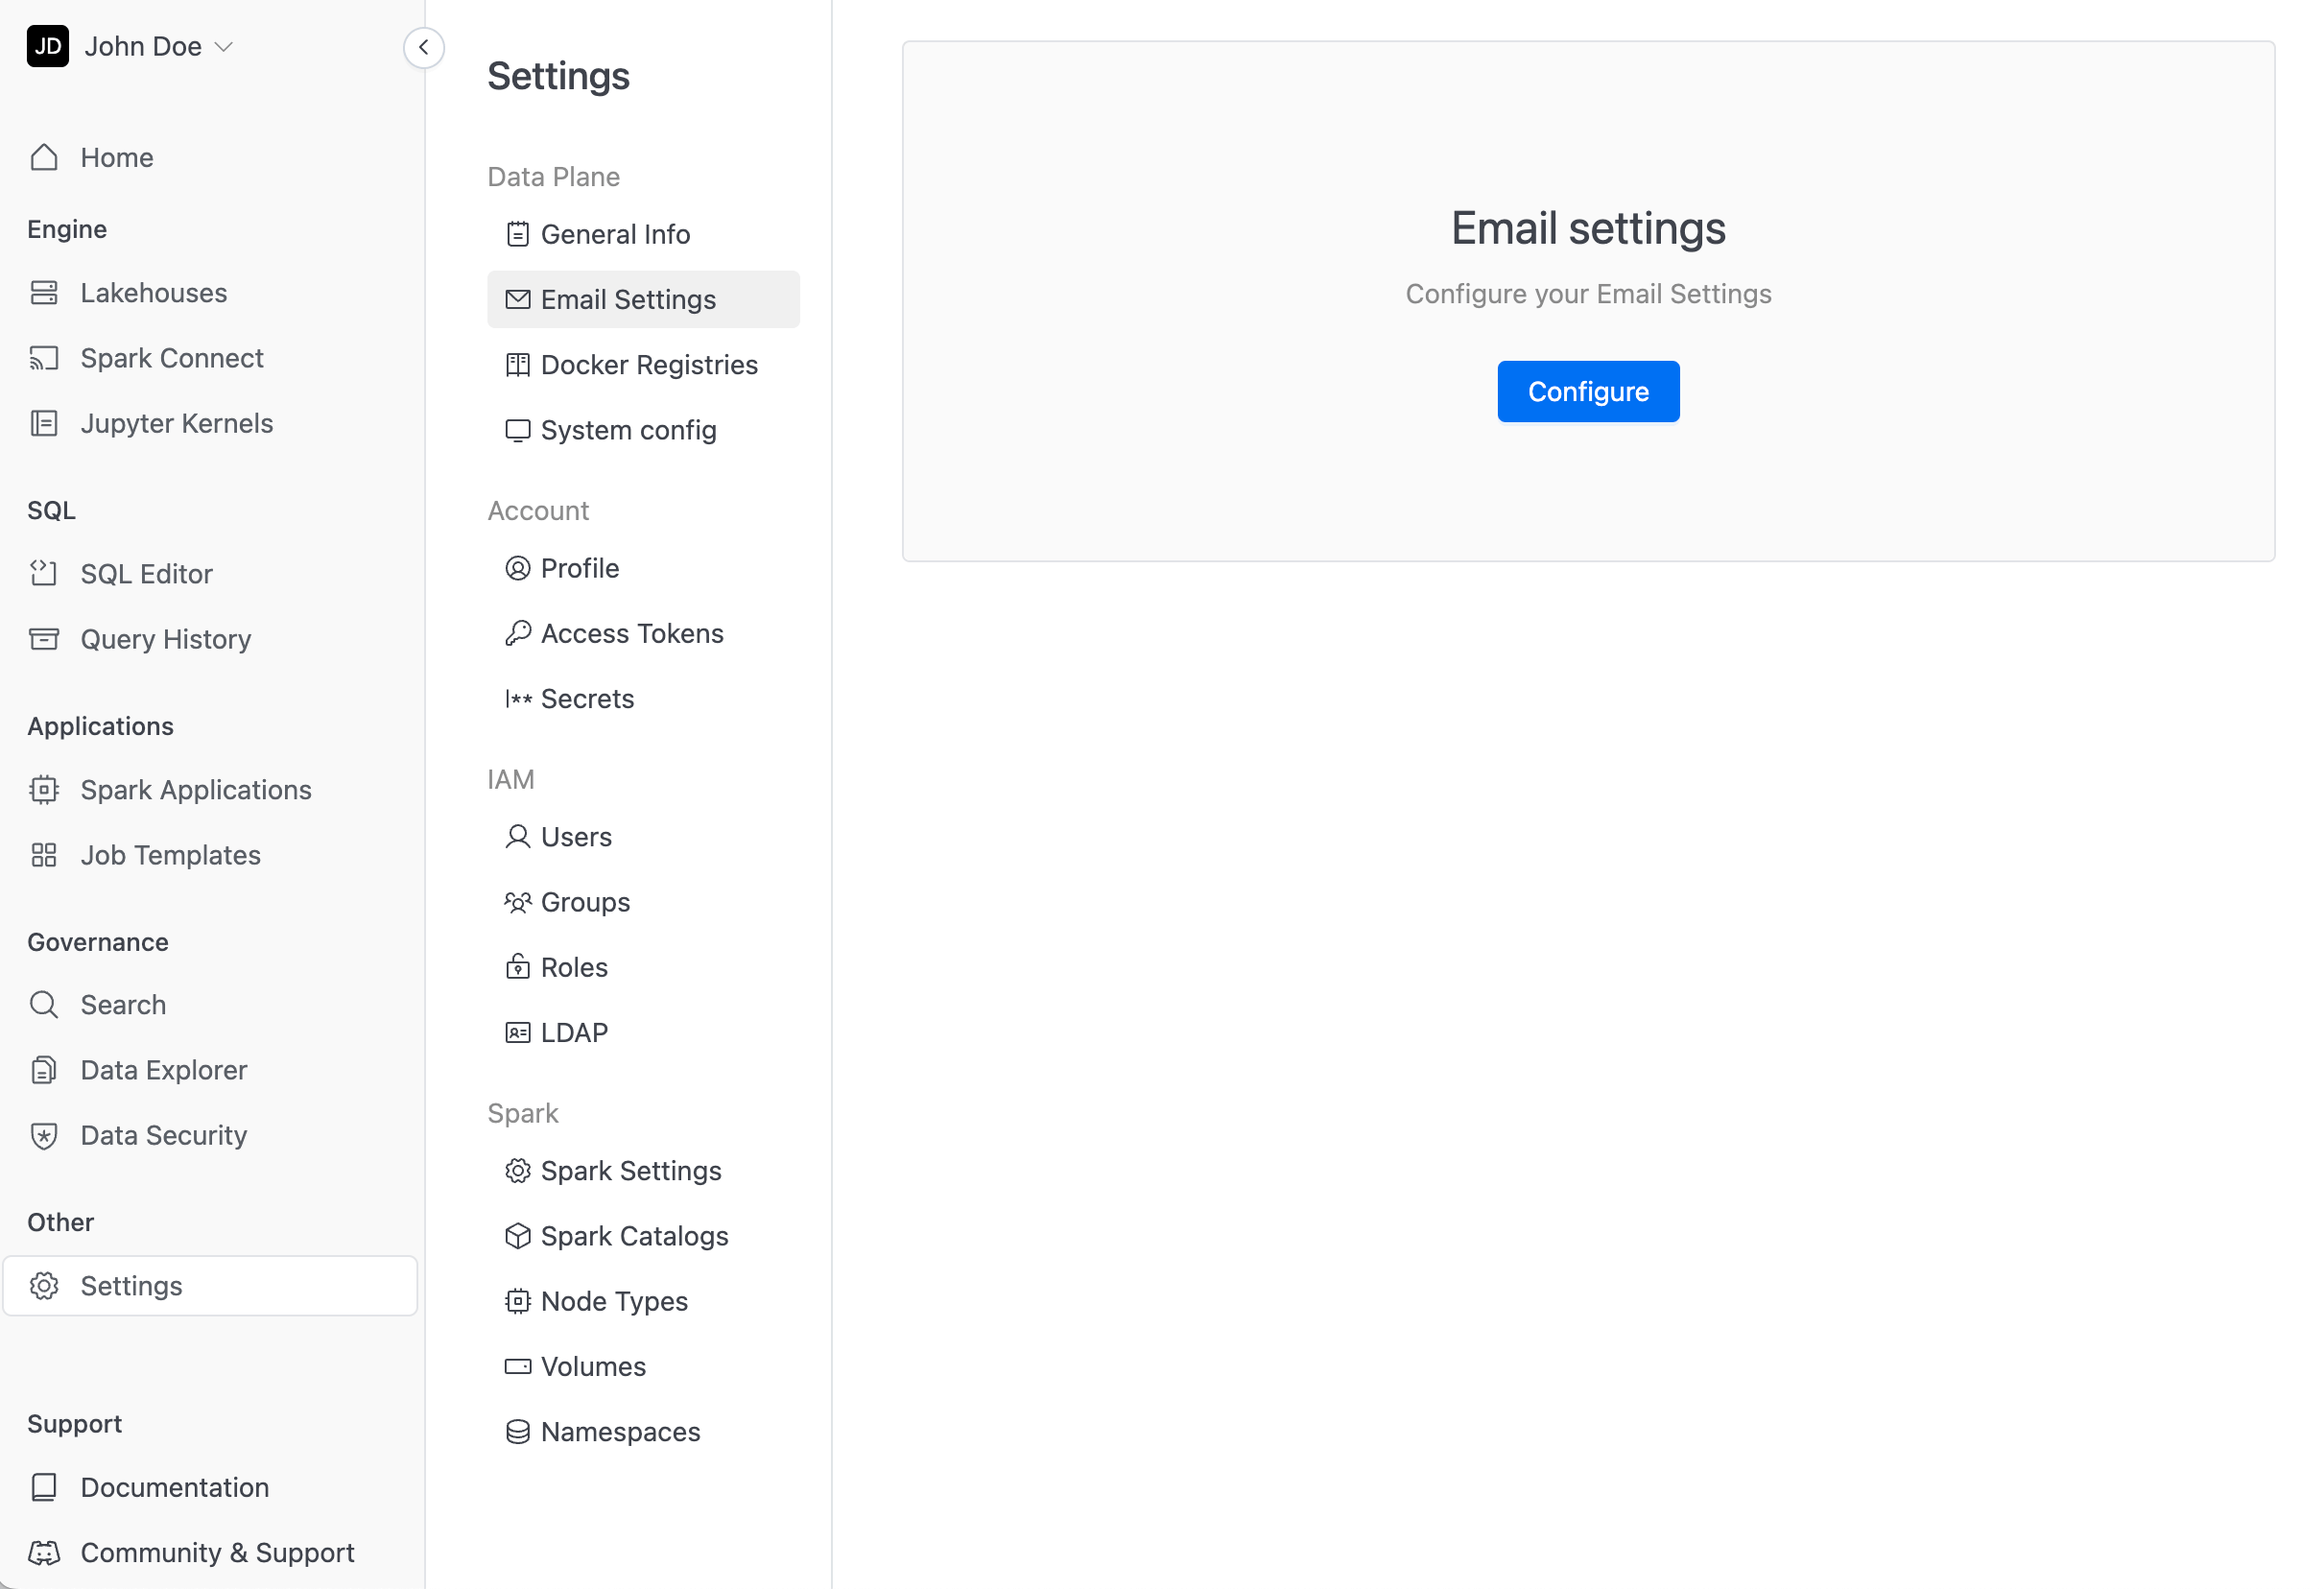 JD John Doe
Home
Engine
Lakehouses
Spark Connect
Jupyter Kernels
SQL
SQL Editor
Query History
Applications
Spark Applications
Job Templates
Governance
Search
Data Explorer
Data Security
Other
Settings
Support
Documentation
Community & Support
Settings
Data Plane
General Info
Email Settings
Docker Registries
System config
Account
Profile
Access Tokens
Secrets
IAM
Users
Groups
Roles
LDAP
Spark
Spark Settings
Spark Catalogs
Node Types
Volumes
Namespaces
Email settings
Configure your Email Settings
Configure